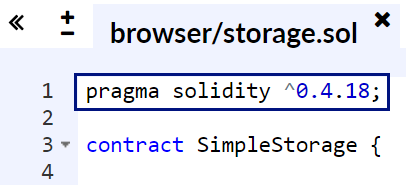 « ± browser/storage.sol ✖
1 pragma solidity ^0.4.18;
2
3 contract SimpleStorage {
4